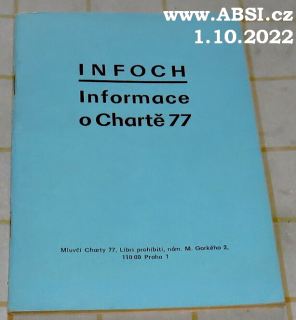 www.ABSI.cz
1.10.2022
INFOCH
Informace
o Chartě 77
Mluvčí Charty 77, Libri prohibiti, nám. M. Gorkého 2,
110 00 Praha 1